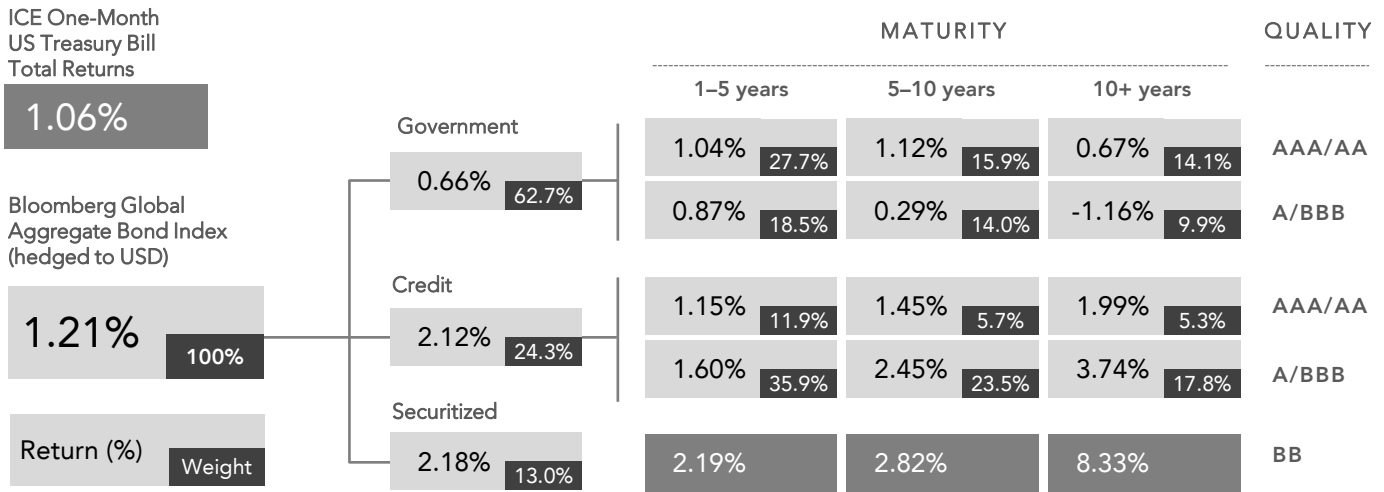 ICE One-Month
US Treasury Bill
Total Returns
1.06%
Bloomberg Global
Aggregate Bond Index
(hedged to USD)
1.21%
100%
Return (%)
Weight
Government
0.66%
62.7%
Credit
2.12%
24.3%
Securitized
2.18%
13.0%
MATURITY QUALITY
1–5 years 5–10 years 10+ years
1.04% 27.7% 1.12% 15.9% 0.67% 14.1% AAA/AA
0.87% 18.5% 0.29% 14.0% -1.16% 9.9% A/BBB
1.15% 11.9% 1.45% 5.7% 1.99% 5.3% AAA/AA
1.60% 35.9% 2.45% 23.5% 3.74% 17.8% A/BBB
2.19% 2.82% 8.33% BB